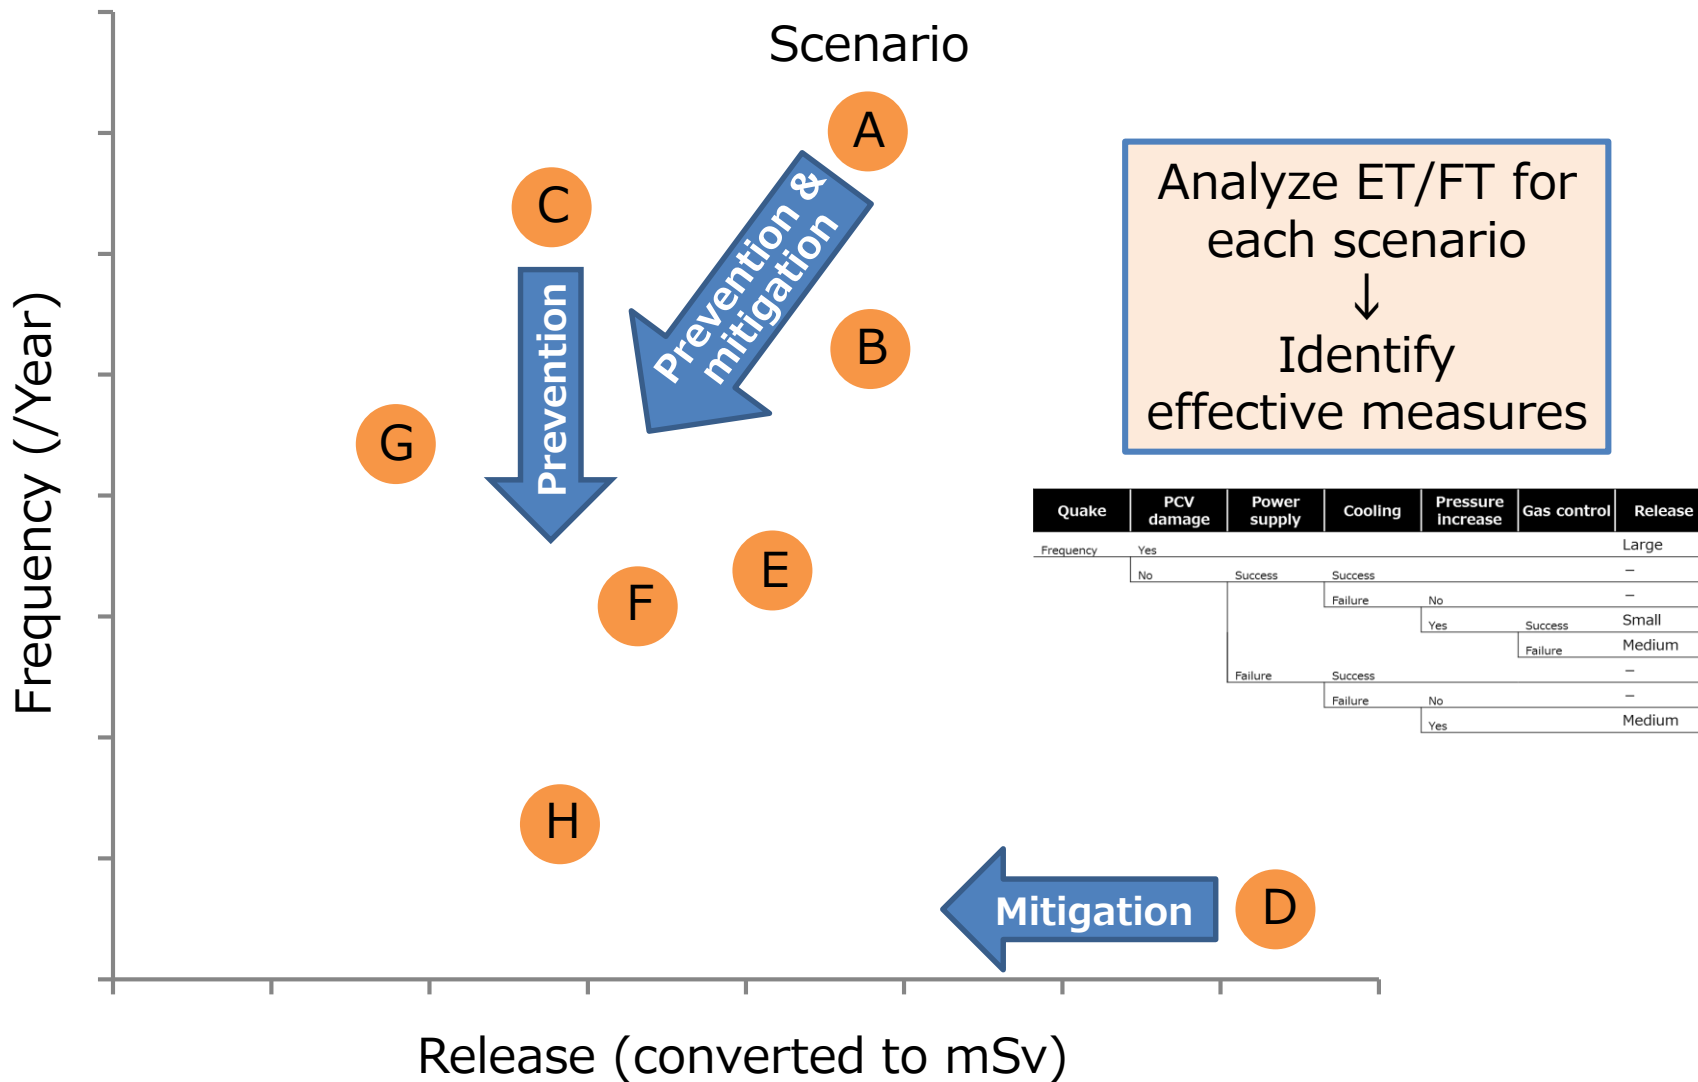 Scenario
A
C
Prevention &
mitigation
Prevention
B
G
E
F
H
Mitigation
D
Frequency (/Year)
Release (converted to mSv)
Analyze ET/FT for
each scenario
↓
Identify
effective measures
Quake PCV damage Power supply Cooling Pressure increase Gas control Release
Large
Frequency Yes
–
No Success Success
–
Failure No
Small
Yes Success
Medium
Failure
–
Failure Success
–
Failure No
Medium
Yes